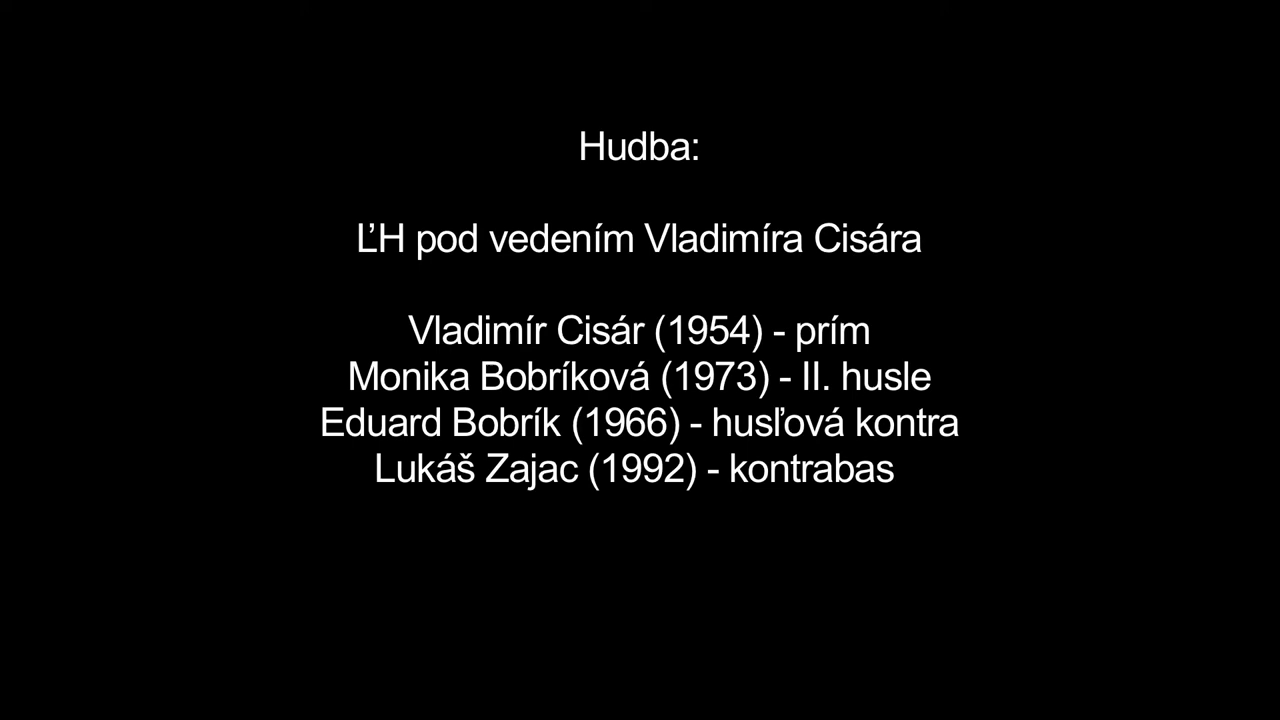 Hudba:
ĽH pod vedením Vladimíra Cisára
Vladimír Cisár (1954) - prím
Monika Bobríková (1973) - II. husle
Eduard Bobrík (1966) - husľová kontra
Lukáš Zajac (1992) - kontrabas